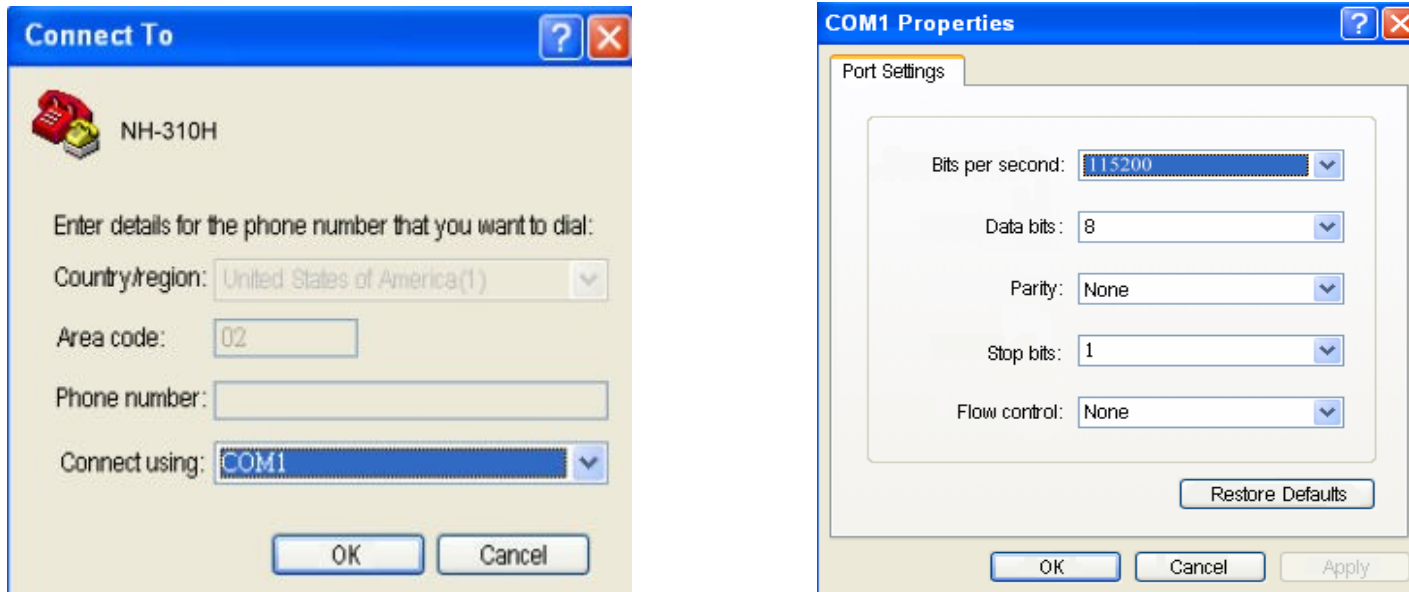 Connect To
NH-310H
Enter details for the phone number that you want to dial:
Country/region: United States of America(1)
Area code: 02
Phone number:
Connect using: COM1
OK Cancel
COM1 Properties
Port Settings
Bits per second: 115200
Data bits: 8
Parity: None
Stop bits: 1
Flow control: None
Restore Defaults
OK Cancel Apply